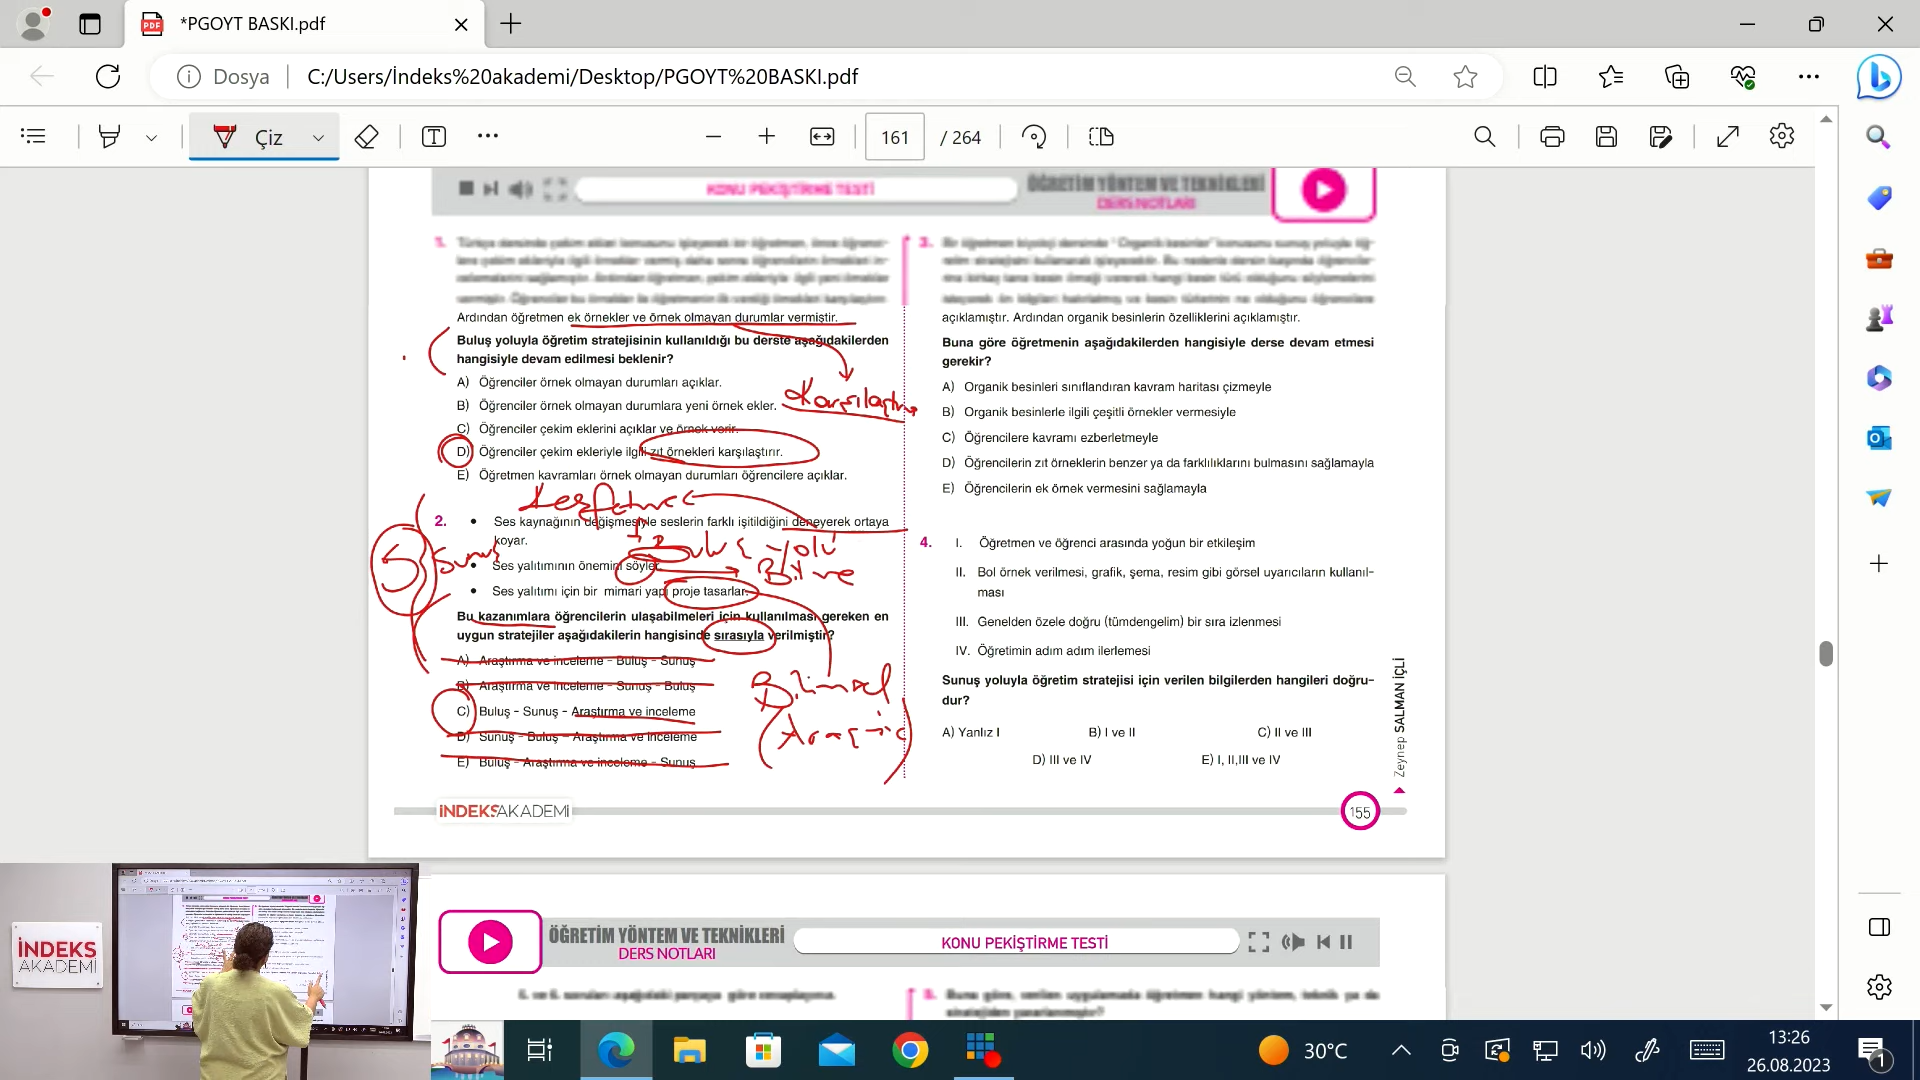 *PGOYT BASKI.pdf
Dosya
C:/Users/İndeks%20akademi/Desktop/PGOYT%20BASKI.pdf
Çiz
161 / 264
KONU PEKİŞTİRME TESTİ
ÖĞRETİM YÖNTEM VE TEKNİKLERİ
DERS NOTLARI
1.
Ardından öğretmen ek örnekler ve örnek olmayan durumlar vermiştir.
Buluş yoluyla öğretim stratejisinin kullanıldığı bu derste aşağıdakilerden
hangisiyle devam edilmesi beklenir?
A) Öğrenciler örnek olmayan durumları açıklar.
B) Öğrenciler örnek olmayan durumlara yeni örnek ekler.
Karşılaştır
C) Öğrenciler çekim eklerini açıklar ve örnek verir.
D) Öğrenciler çekim ekleriyle ilgili zıt örnekleri karşılaştırır.
E) Öğretmen kavramları örnek olmayan durumları öğrencilere açıklar.
2.
• Ses kaynağının değişmesiyle seslerin farklı işitildiğini deneyerek ortaya
koyar.
Buluş yolu
Sunuş
• Ses yalıtımının önemini söyler.
Bilme
• Ses yalıtımı için bir mimari yapı proje tasarlar.
Bu kazanımlara öğrencilerin ulaşabilmeleri için kullanılması gereken en
uygun stratejiler aşağıdakilerin hangisinde sırasıyla verilmiştir?
A) Araştırma ve inceleme - Buluş - Sunuş
B) Araştırma ve inceleme - Sunuş - Buluş
C) Buluş - Sunuş - Araştırma ve inceleme
D) Sunuş - Buluş - Araştırma ve inceleme
E) Buluş - Araştırma ve inceleme - Sunuş
Bilimsel
3.
açıklamıştır. Ardından organik besinlerin özelliklerini açıklamıştır.
Buna göre öğretmenin aşağıdakilerden hangisiyle derse devam etmesi
gerekir?
A) Organik besinleri sınıflandıran kavram haritası çizmeyle
B) Organik besinlerle ilgili çeşitli örnekler vermesiyle
C) Öğrencilere kavramı ezberletmeyle
D) Öğrencilerin zıt örneklerin benzer ya da farklılıklarını bulmasını sağlamayla
E) Öğrencilerin ek örnek vermesini sağlamayla
4.
I. Öğretmen ve öğrenci arasında yoğun bir etkileşim
II. Bol örnek verilmesi, grafik, şema, resim gibi görsel uyarıcıların kullanıl-
ması
III. Genelden özele doğru (tümdengelim) bir sıra izlenmesi
IV. Öğretimin adım adım ilerlemesi
Sunuş yoluyla öğretim stratejisi için verilen bilgilerden hangileri doğru-
dur?
A) Yanlız I B) I ve II C) II ve III
D) III ve IV E) I, II,III ve IV
Zeynep SALMAN İÇLİ
İNDEKS AKADEMİ
155
ÖĞRETİM YÖNTEM VE TEKNİKLERİ
DERS NOTLARI
KONU PEKİŞTİRME TESTİ
İNDEKS
AKADEMİ
30°C
13:26
26.08.2023
1